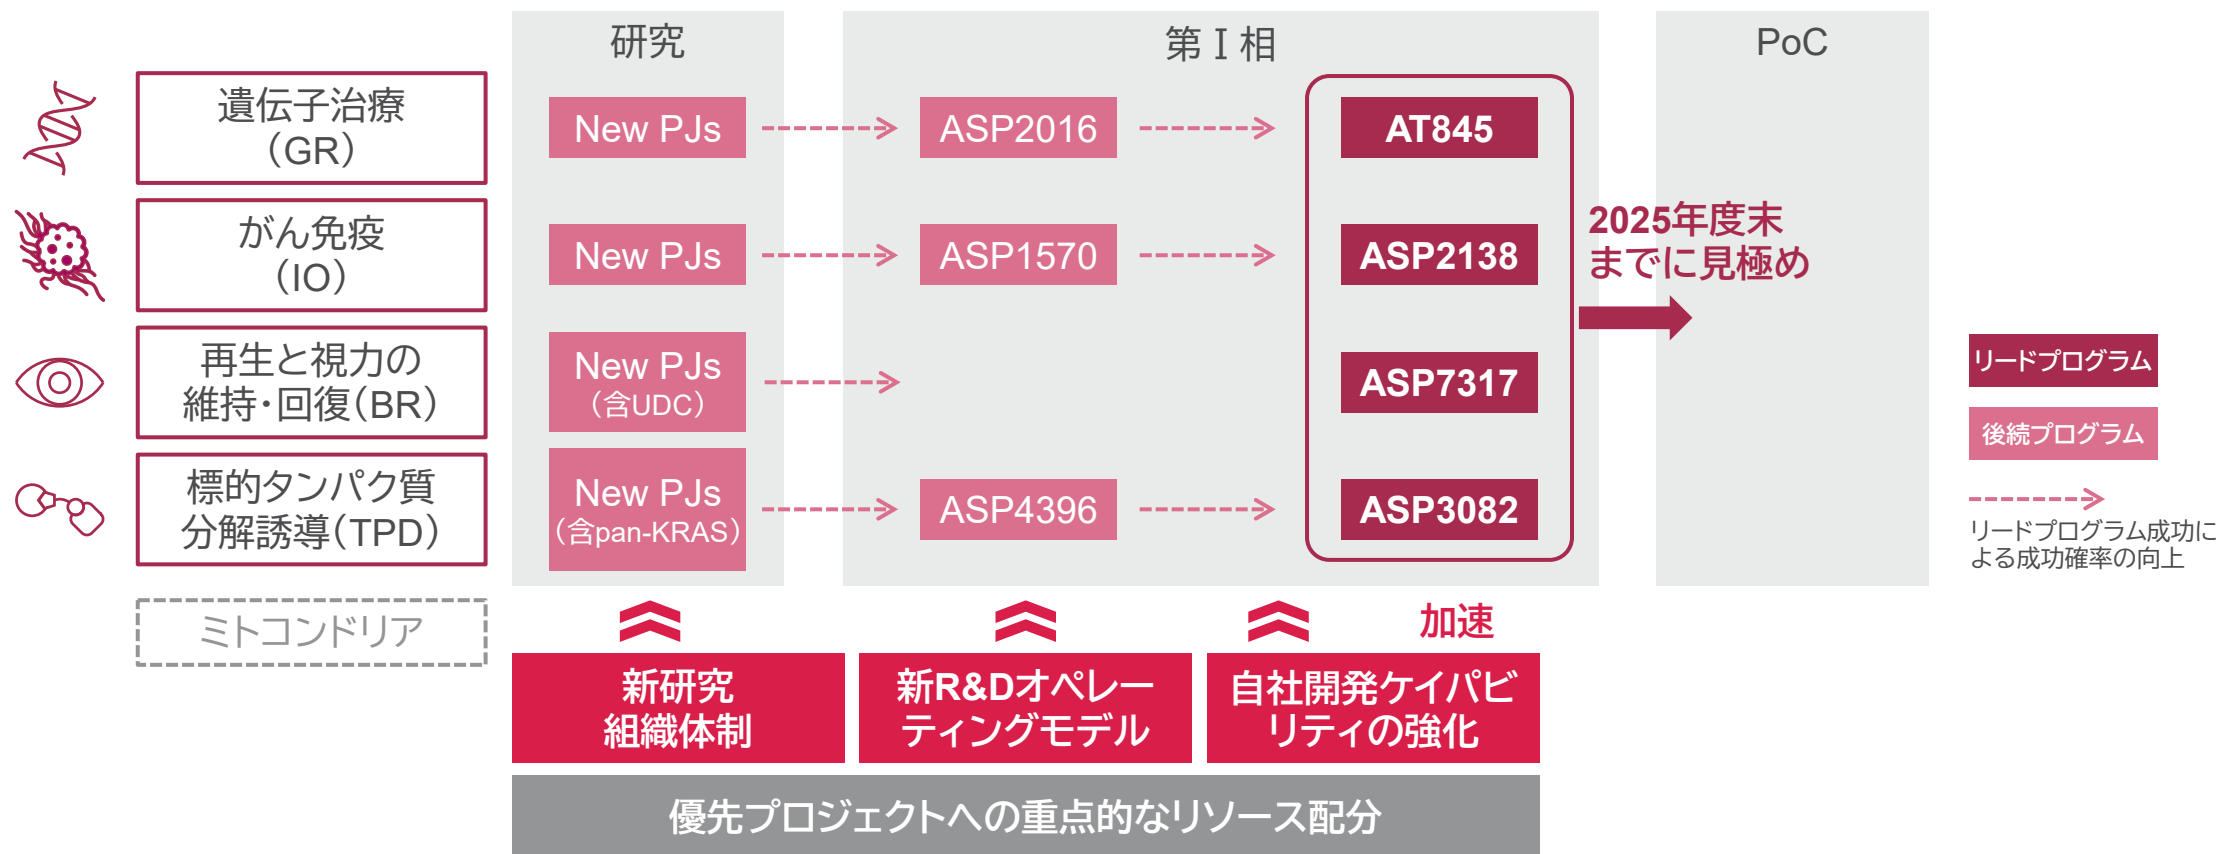 研究
第Ⅰ相
PoC
遺伝子治療
（GR）
New PJs
ASP2016
AT845
がん免疫
（IO）
New PJs
ASP1570
ASP2138
2025年度末
までに見極め
再生と視力の
維持・回復（BR）
New PJs
（含UDC）
ASP7317
標的タンパク質
分解誘導（TPD）
New PJs
（含pan-KRAS）
ASP4396
ASP3082
リードプログラム
後続プログラム
リードプログラム成功に
よる成功確率の向上
ミトコンドリア
加速
新研究
組織体制
新R&Dオペレー
ティングモデル
自社開発ケイパビ
リティの強化
優先プロジェクトへの重点的なリソース配分